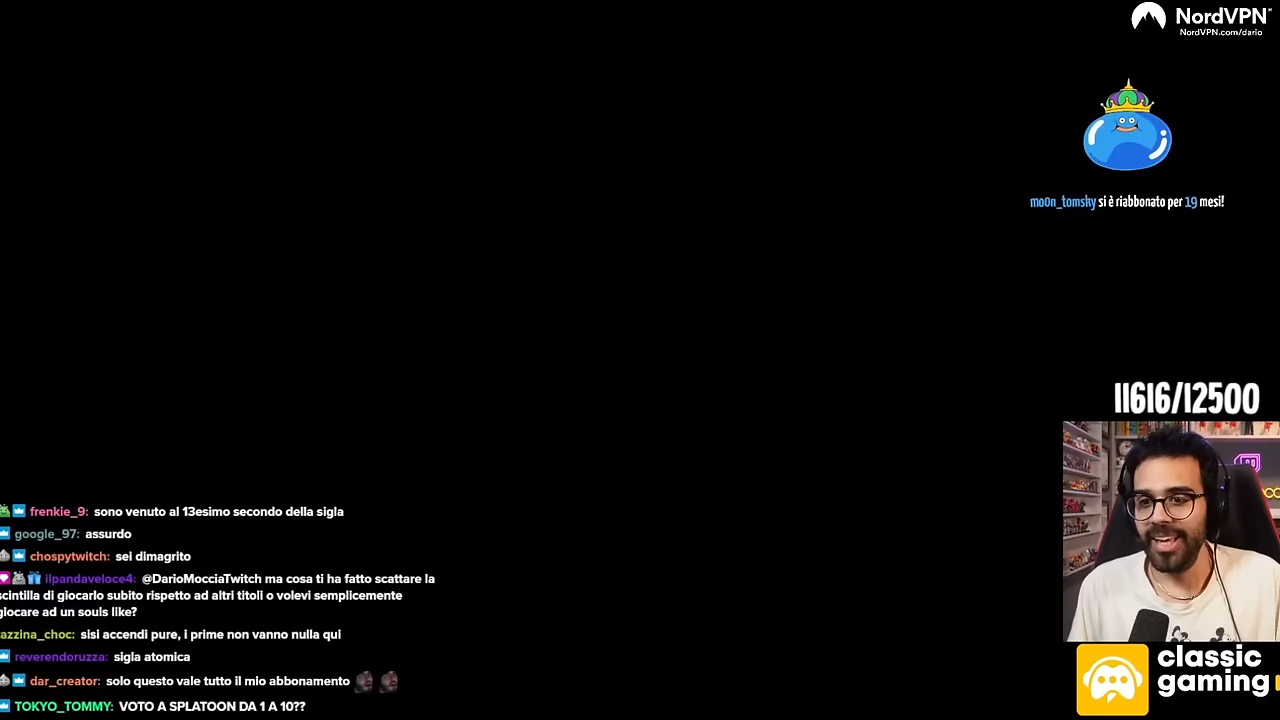 NordVPN
NordVPN.com/dario
mo0n_tomsky si è riabbonato per 19 mesi!
11616/12500
frenkie_9: sono venuto al 13esimo secondo della sigla
google_97: assurdo
chospytwitch: sei dimagrito
ilpandaveloce4: @DarioMocciaTwitch ma cosa ti ha fatto scattare la
scintilla di giocarlo subito rispetto ad altri titoli o volevi semplicemente
giocare ad un souls like?
azzina_choc: sisi accendi pure, i prime non vanno nulla qui
reverendoruzza: sigla atomica
dar_creator: solo questo vale tutto il mio abbonamento
TOKYO_TOMMY: VOTO A SPLATOON DA 1 A 10??
classic
gaming